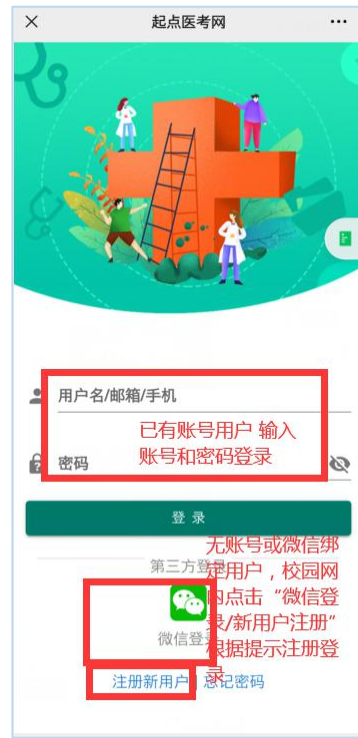 起点医考网
用户名/邮箱/手机
已有账号用户 输入
账号和密码登录
密码
登 录
第三方登录
无账号或微信绑
定用户，校园网
内点击“微信登
录/新用户注册”
根据提示注册登
录
微信登录
注册新用户
忘记密码